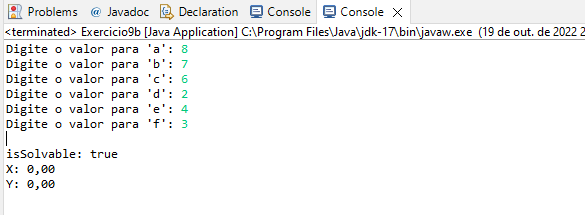 Problems Javadoc Declaration Console Console
<terminated> Exercicio9b [Java Application] C:\Program Files\Java\jdk-17\bin\javaw.exe (19 de out. de 2022 2
Digite o valor para 'a': 8
Digite o valor para 'b': 7
Digite o valor para 'c': 6
Digite o valor para 'd': 2
Digite o valor para 'e': 4
Digite o valor para 'f': 3
isSolvable: true
X: 0,00
Y: 0,00